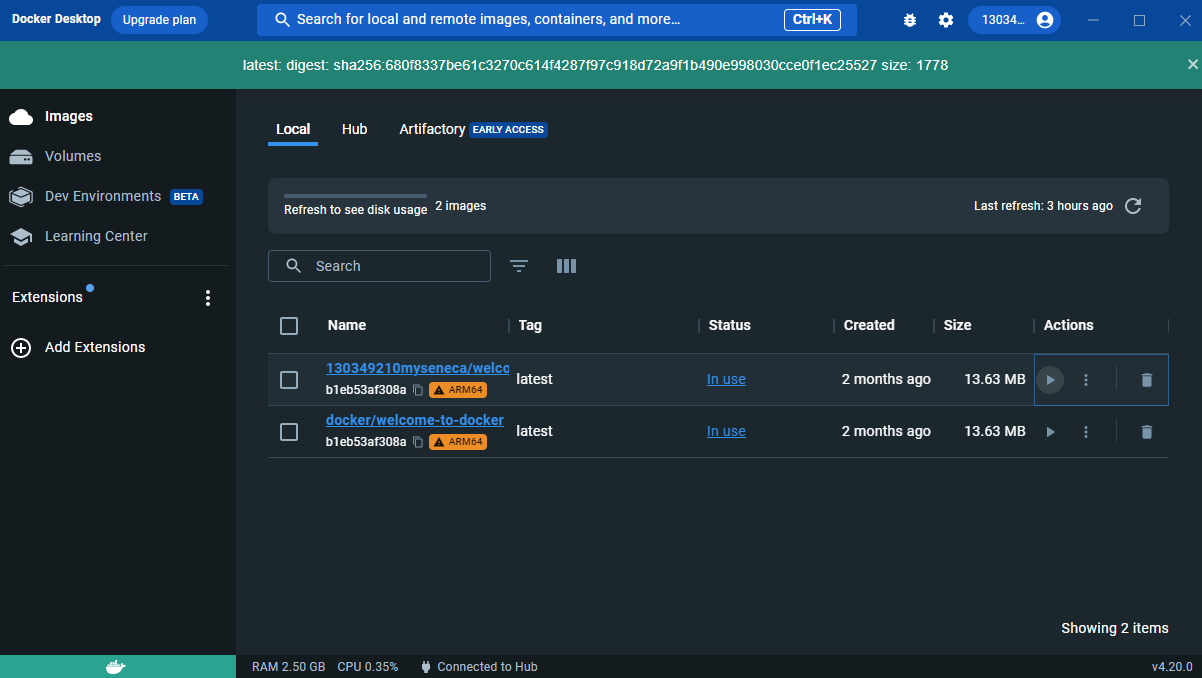 Docker Desktop Upgrade plan Search for local and remote images, containers, and more... Ctrl+K 13034...
latest: digest: sha256:680f8337be61c3270c614f4287f97c918d72a9f1b490e998030cce0f1ec25527 size: 1778
Images
Volumes
Dev Environments BETA
Learning Center
Extensions
Add Extensions
Local Hub Artifactory EARLY ACCESS
Refresh to see disk usage 2 images Last refresh: 3 hours ago
Search
Name Tag Status Created Size Actions
130349210myseneca/welco
b1eb53af308a ARM64 latest In use 2 months ago 13.63 MB
docker/welcome-to-docker
b1eb53af308a ARM64 latest In use 2 months ago 13.63 MB
Showing 2 items
RAM 2.50 GB CPU 0.35% Connected to Hub v4.20.0